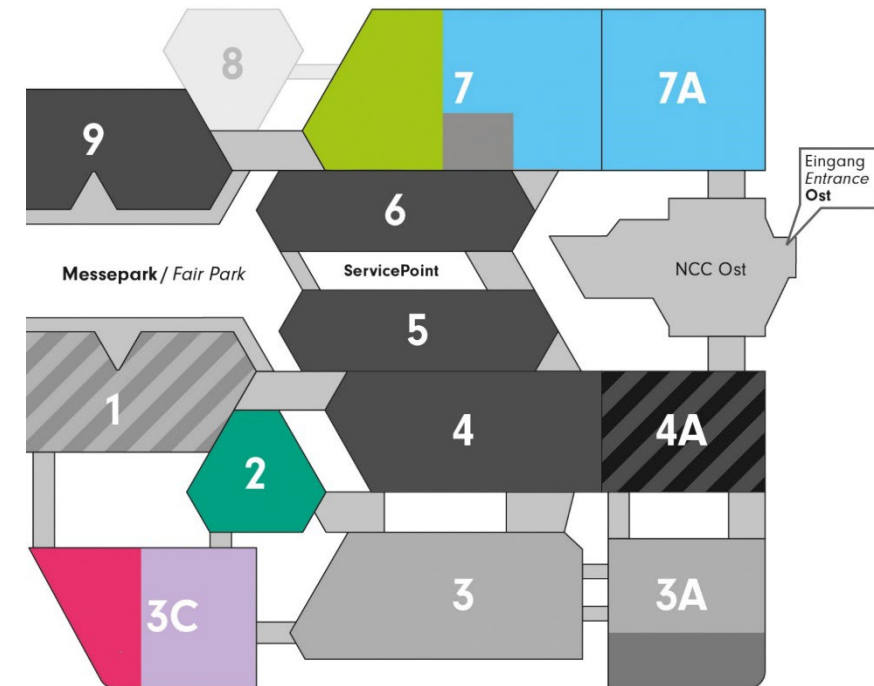 8
7
7A
9
Eingang
Entrance
Ost
6
Messepark / Fair Park
ServicePoint
NCC Ost
5
1
4
4A
2
3C
3
3A